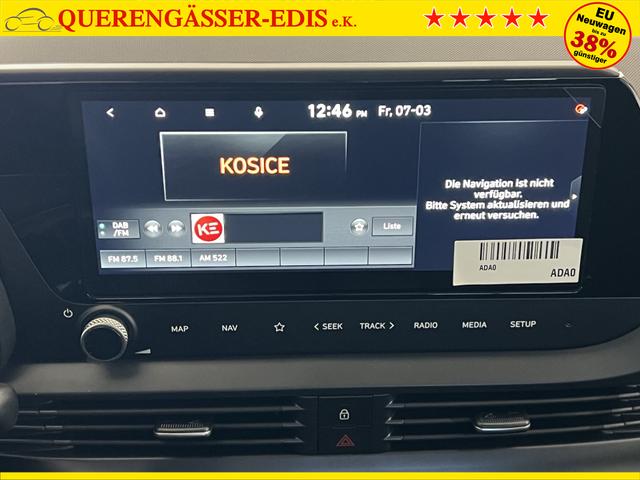 QUERENGÄSSER-EDIS e.K.
Neuwagen
EU
Neuwagen
bis zu
38%
günstiger
12:46 PM Fr, 07-03
KOSICE
Die Navigation ist nicht
verfügbar.
Bitte System aktualisieren und
erneut versuchen.
DAB
/FM
KE
Liste
FM 87.5 FM 88.1 AM 522
ADA0 ADA0
MAP NAV < SEEK TRACK > RADIO MEDIA SETUP